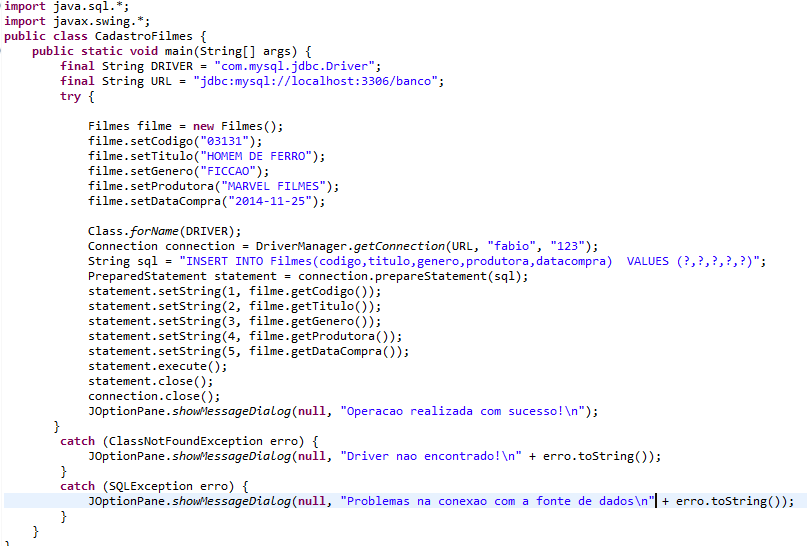 import java.sql.*;
import javax.swing.*;
public class CadastroFilmes {
    public static void main(String[] args) {
        final String DRIVER = "com.mysql.jdbc.Driver";
        final String URL = "jdbc:mysql://localhost:3306/banco";
        try {

            Filmes filme = new Filmes();
            filme.setCodigo("03131");
            filme.setTitulo("HOMEM DE FERRO");
            filme.setGenero("FICCAO");
            filme.setProdutora("MARVEL FILMES");
            filme.setDataCompra("2014-11-25");

            Class.forName(DRIVER);
            Connection connection = DriverManager.getConnection(URL, "fabio", "123");
            String sql = "INSERT INTO Filmes(codigo,titulo,genero,produtora,datacompra)  VALUES (?,?,?,?,?)";
            PreparedStatement statement = connection.prepareStatement(sql);
            statement.setString(1, filme.getCodigo());
            statement.setString(2, filme.getTitulo());
            statement.setString(3, filme.getGenero());
            statement.setString(4, filme.getProdutora());
            statement.setString(5, filme.getDataCompra());
            statement.execute();
            statement.close();
            connection.close();
            JOptionPane.showMessageDialog(null, "Operacao realizada com sucesso!\n");
       }
        catch (ClassNotFoundException erro) {
            JOptionPane.showMessageDialog(null, "Driver nao encontrado!\n" + erro.toString());
        }
        catch (SQLException erro) {
            JOptionPane.showMessageDialog(null, "Problemas na conexao com a fonte de dados\n" + erro.toString());
        }
    }
}